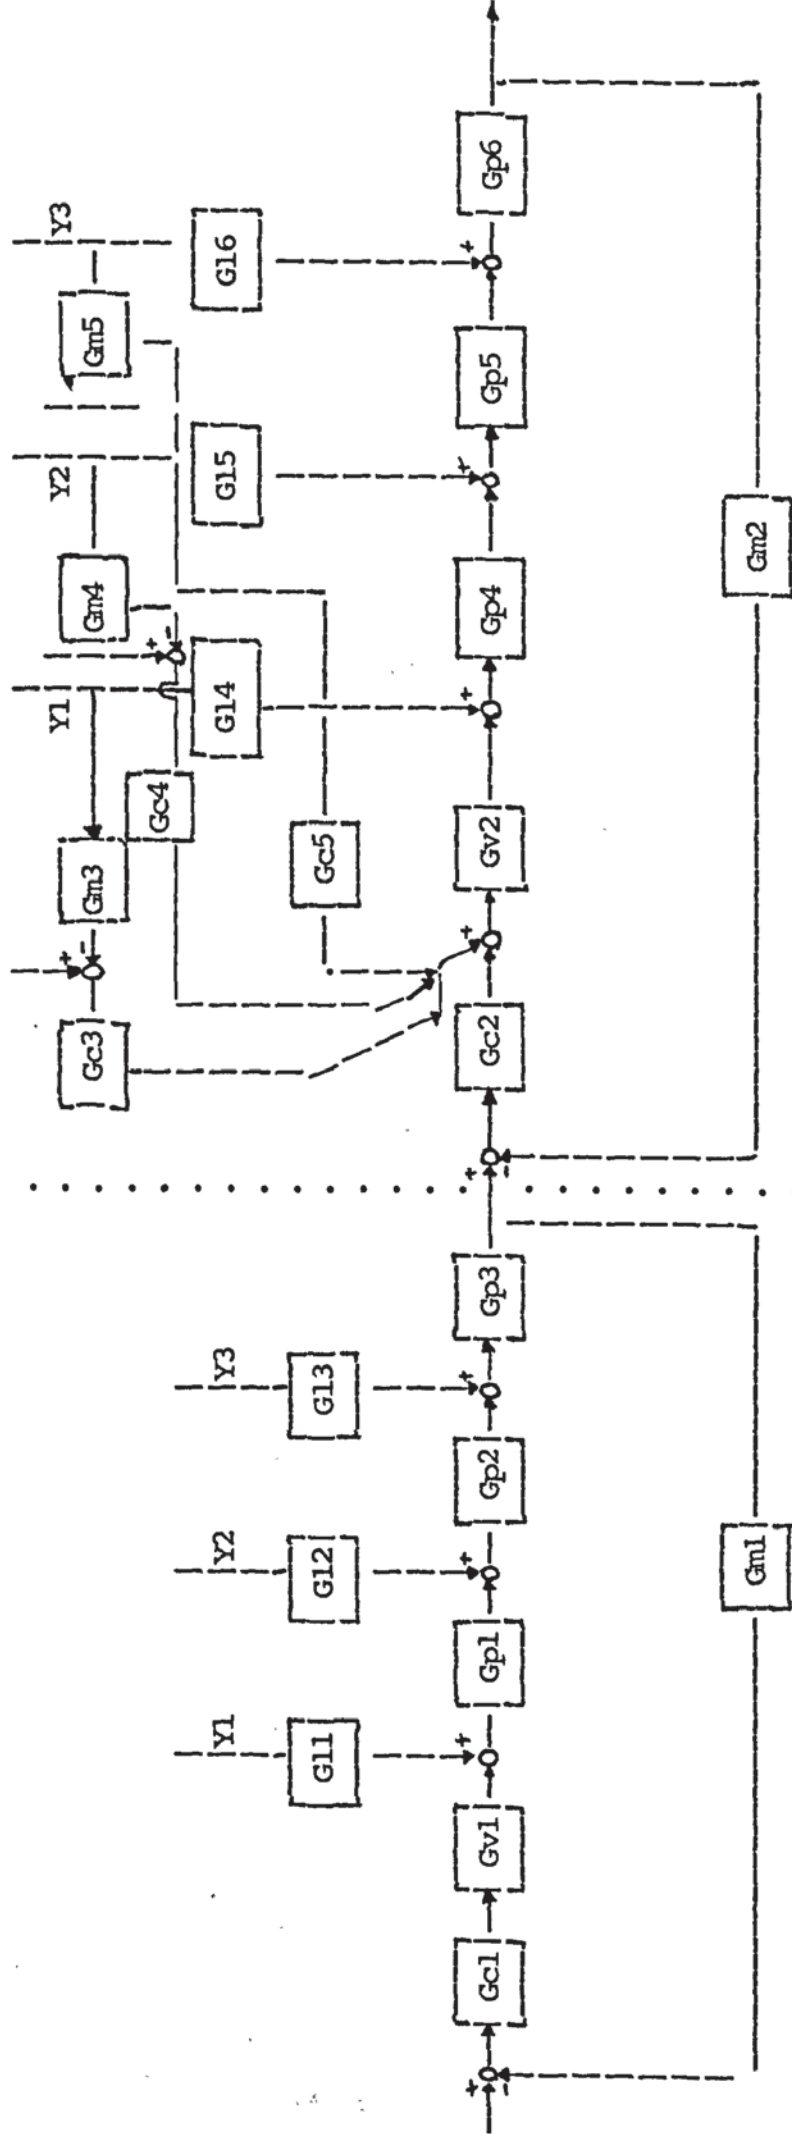 Y1
Y2
Y3
Gc3
+
-
Gm3
Gm4
Gm5
Gc4
+
-
Y1
Y2
Y3
G14
G15
G16
G11
G12
G13
Gc5
+
-
Gc1
Gv1
+
Gp1
+
Gp2
+
Gp3
+
-
Gc2
+
Gv2
+
Gp4
+
Gp5
+
Gp6
Gm1
Gm2